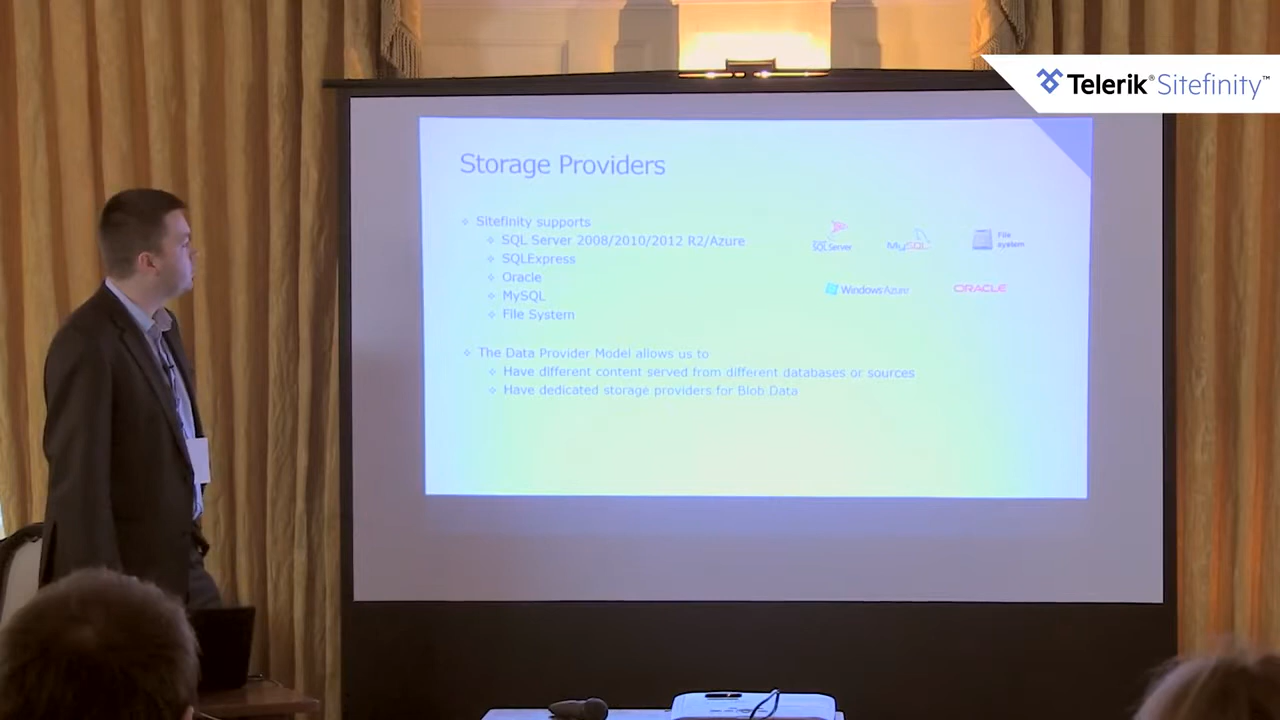 Telerik® Sitefinity™
Storage Providers
Sitefinity supports
SQL Server 2008/2010/2012 R2/Azure
SQLExpress
Oracle
MySQL
File System
The Data Provider Model allows us to
Have different content served from different databases or sources
Have dedicated storage providers for Blob Data
SQL Server
MySQL
File
system
Windows Azure
ORACLE